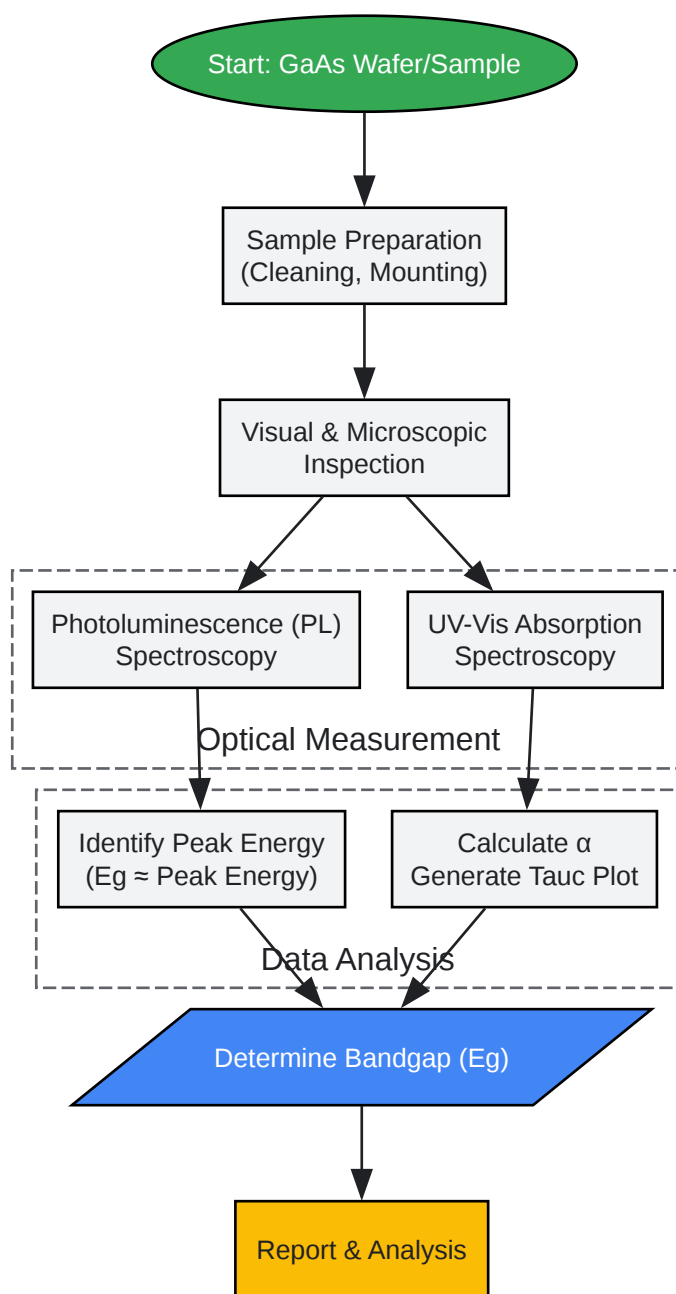 Start: GaAs Wafer/Sample
Sample Preparation
(Cleaning, Mounting)
Visual & Microscopic
Inspection
Photoluminescence (PL)
Spectroscopy
UV-Vis Absorption
Spectroscopy
Optical Measurement
Identify Peak Energy
(Eg ≈ Peak Energy)
Calculate α
Generate Tauc Plot
Data Analysis
Determine Bandgap (Eg)
Report & Analysis